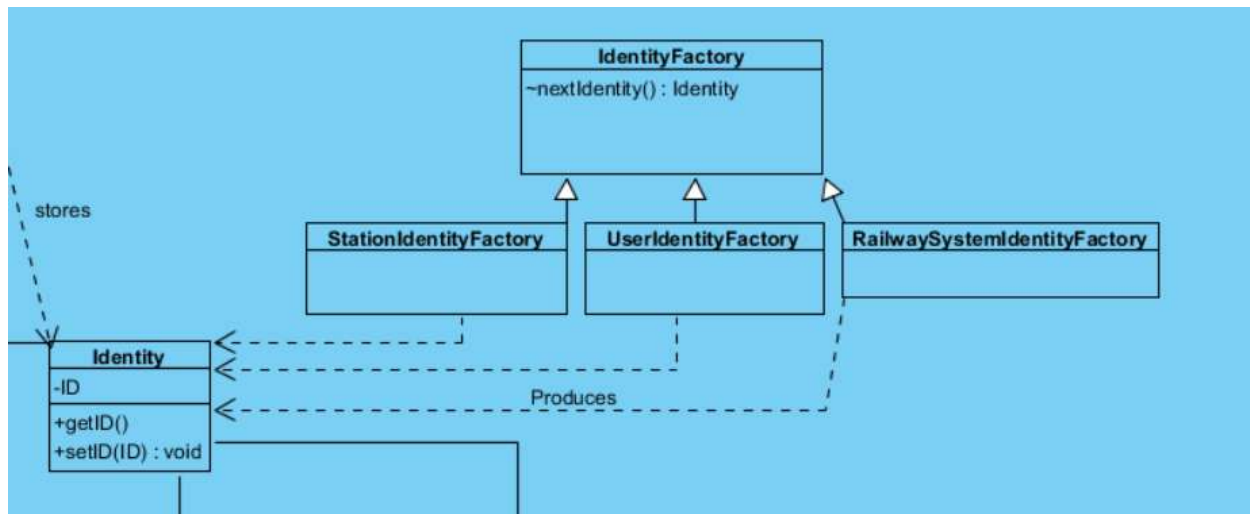 IdentityFactory
~nextIdentity() : Identity
stores
StationIdentityFactory
UserIdentityFactory
RailwaySystemIdentityFactory
Identity
-ID
Produces
+getID()
+setID(ID) : void